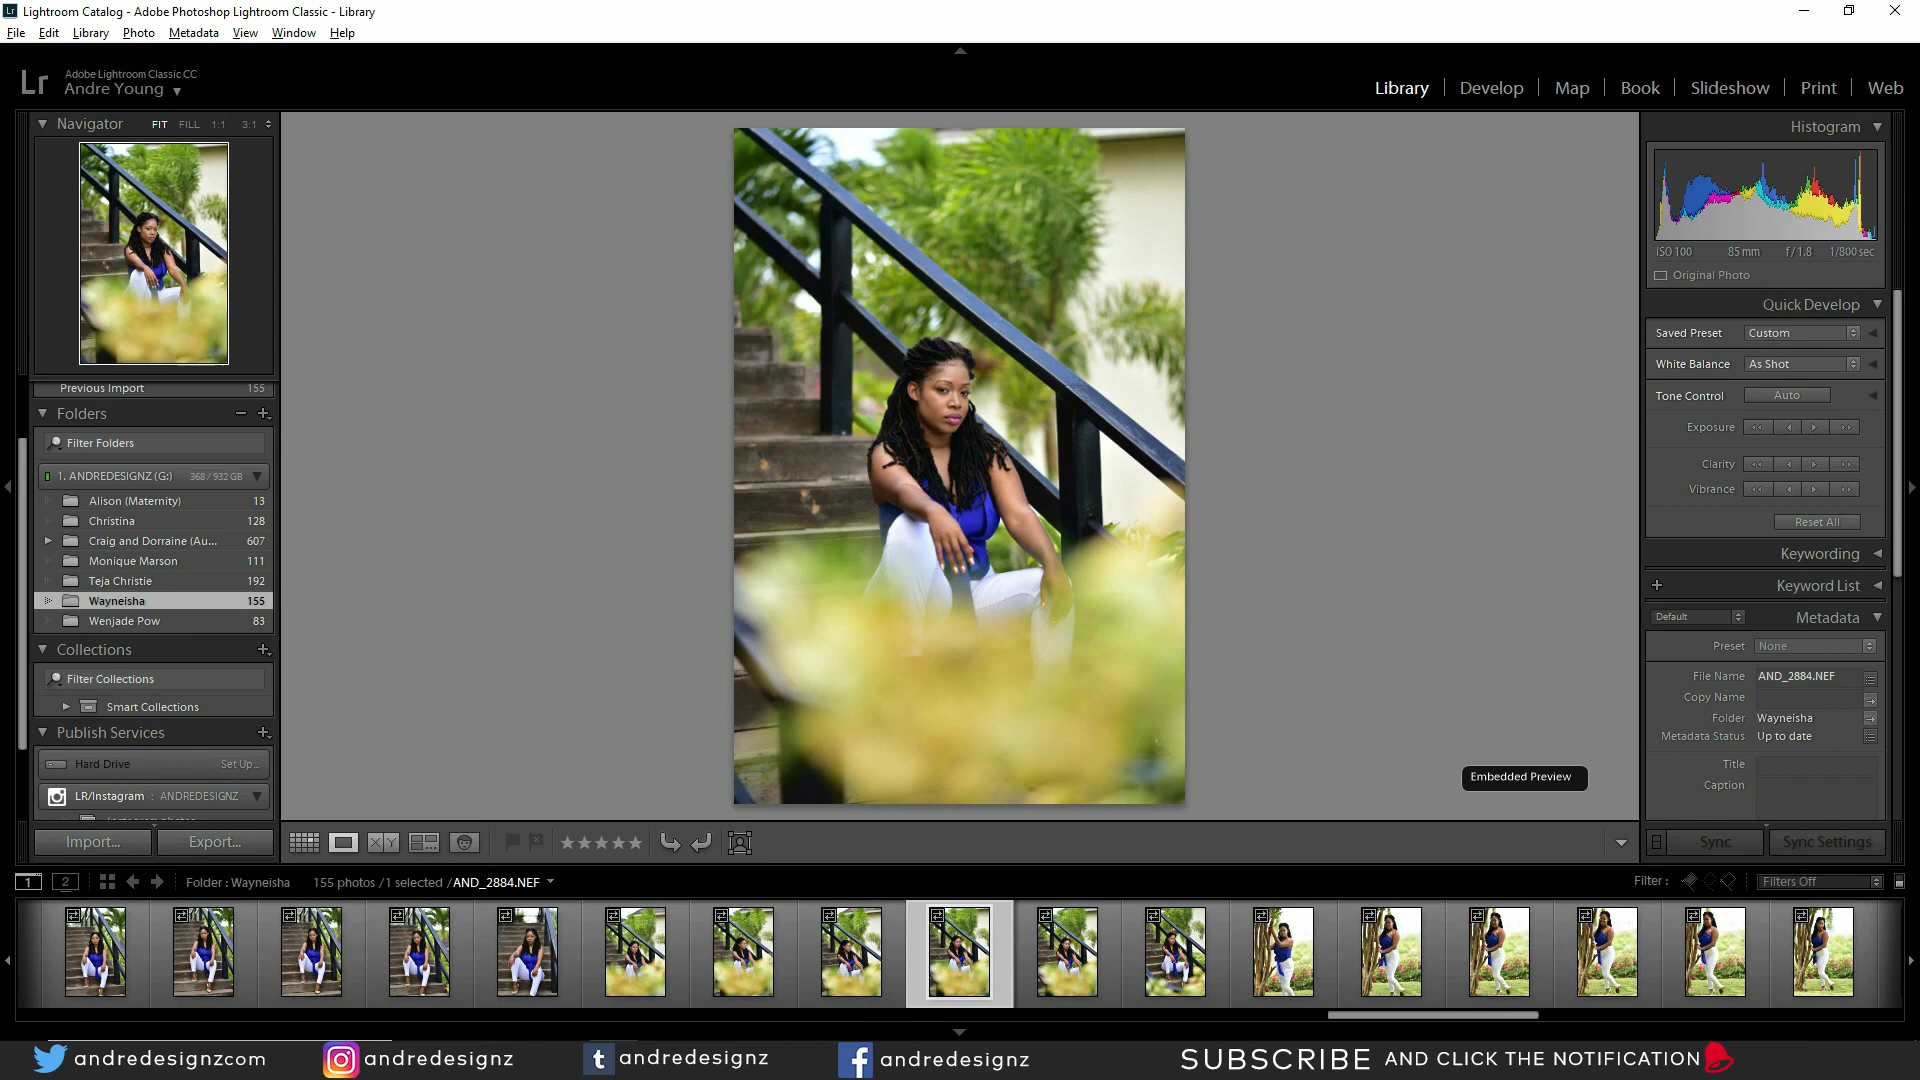 Lr Lightroom Catalog - Adobe Photoshop Lightroom Classic - Library
File Edit Library Photo Metadata View Window Help
Lr
Adobe Lightroom Classic CC
Andre Young
Library Develop Map Book Slideshow Print Web
Navigator FIT FILL 1:1 3:1
Previous Import 155
Folders
Filter Folders
1. ANDREDESIGNZ (G:) 368 / 932 GB
Alison (Maternity) 13
Christina 128
Craig and Dorraine (Au... 607
Monique Marson 111
Teja Christie 192
Wayneisha 155
Wenjade Pow 83
Collections
Filter Collections
Smart Collections
Publish Services
Hard Drive Set Up...
LR/Instagram : ANDREDESIGNZ
Import... Export...
Embedded Preview
Histogram
ISO 100 85 mm f / 1.8 1/800 sec
Original Photo
Quick Develop
Saved Preset Custom
White Balance As Shot
Tone Control Auto
Exposure
Clarity
Vibrance
Reset All
Keywording
Keyword List
Default Metadata
Preset None
File Name AND_2884.NEF
Copy Name
Folder Wayneisha
Metadata Status Up to date
Title
Caption
Sync Sync Settings
X Y
1 2 Folder : Wayneisha 155 photos / 1 selected / AND_2884.NEF Filter : Filters Off
andredesignzcom andredesignz t andredesignz f andredesignz SUBSCRIBE AND CLICK THE NOTIFICATION